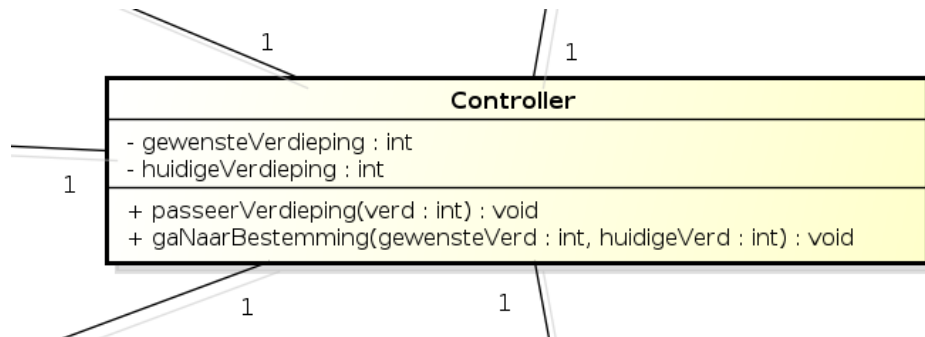 1
1
Controller
- gewensteVerdieping : int
- huidigeVerdieping : int
1
+ passeerVerdieping(verd : int) : void
+ gaNaarBestemming(gewensteVerd : int, huidigeVerd : int) : void
1
1